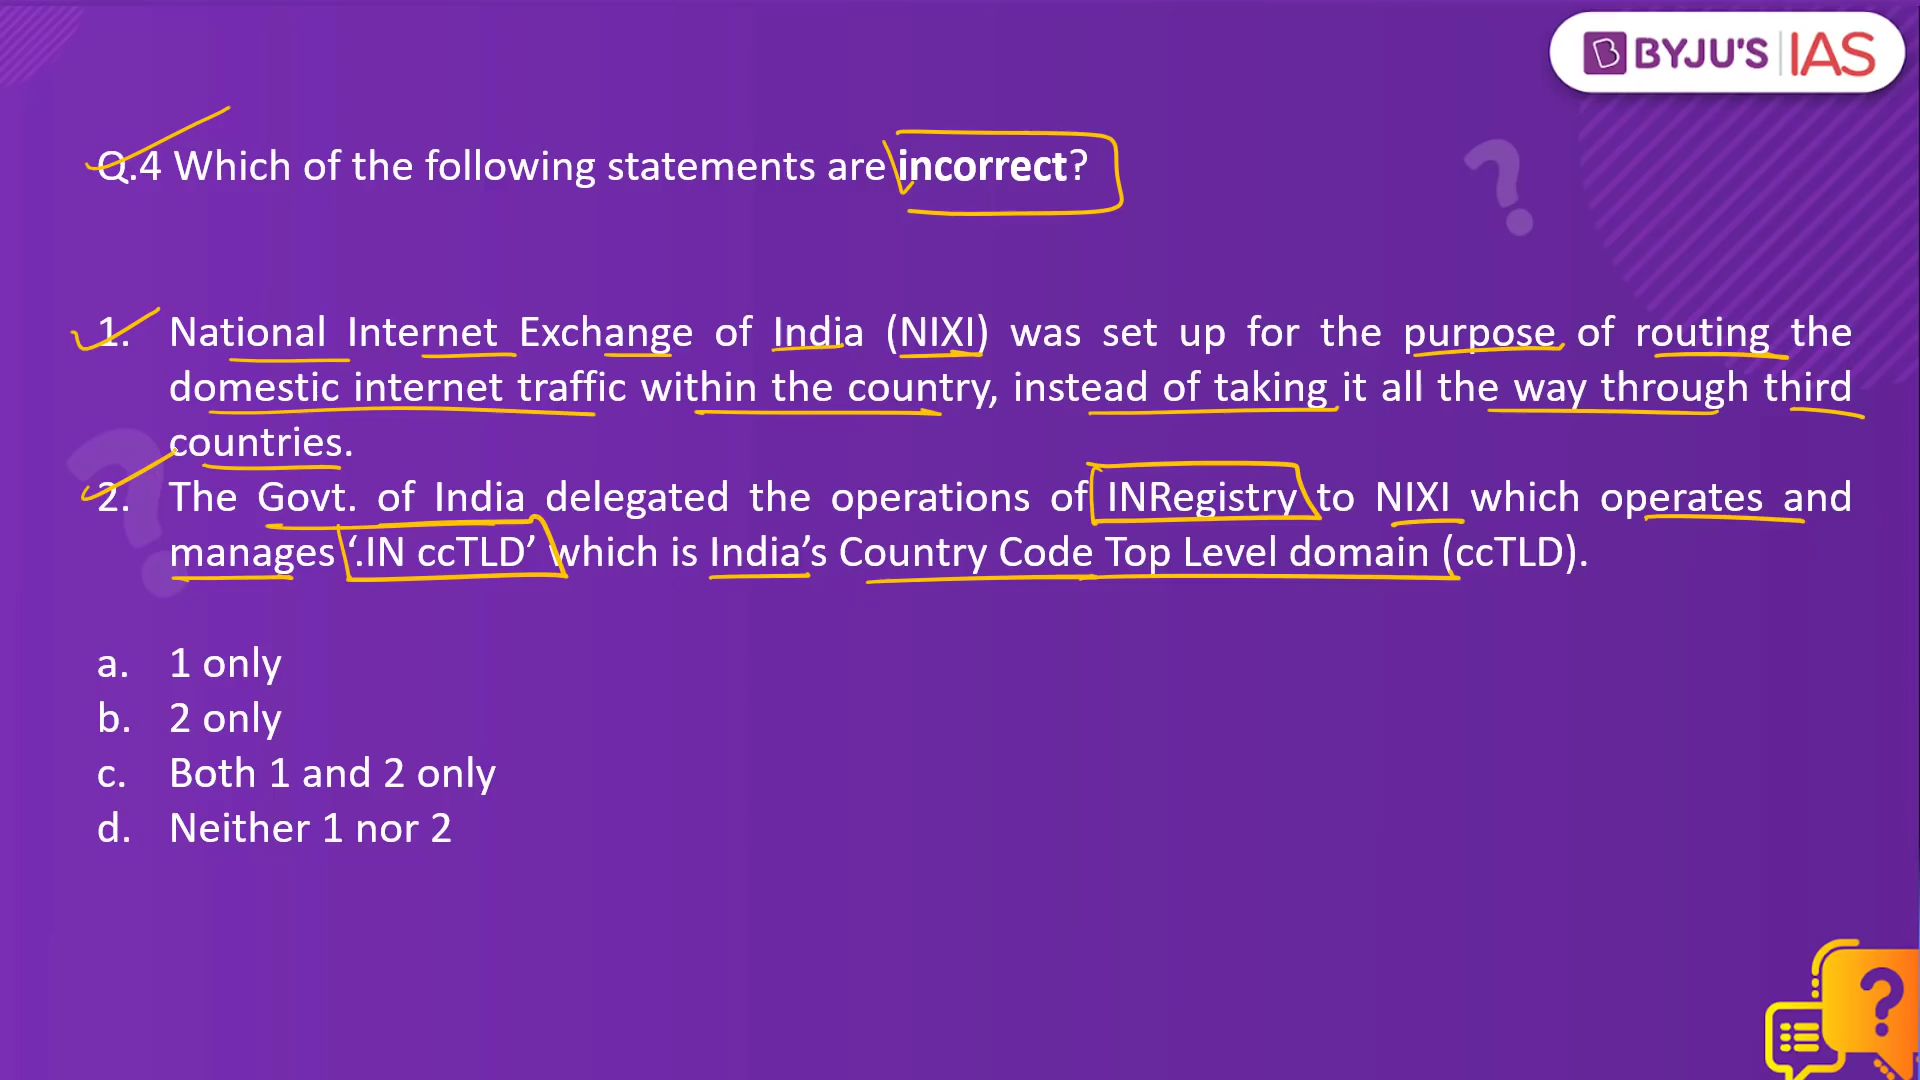 BYJU'S IAS
Q.4 Which of the following statements are incorrect?
1. National Internet Exchange of India (NIXI) was set up for the purpose of routing the
domestic internet traffic within the country, instead of taking it all the way through third
countries.
2. The Govt. of India delegated the operations of INRegistry to NIXI which operates and
manages ‘.IN ccTLD’ which is India’s Country Code Top Level domain (ccTLD).
a. 1 only
b. 2 only
c. Both 1 and 2 only
d. Neither 1 nor 2